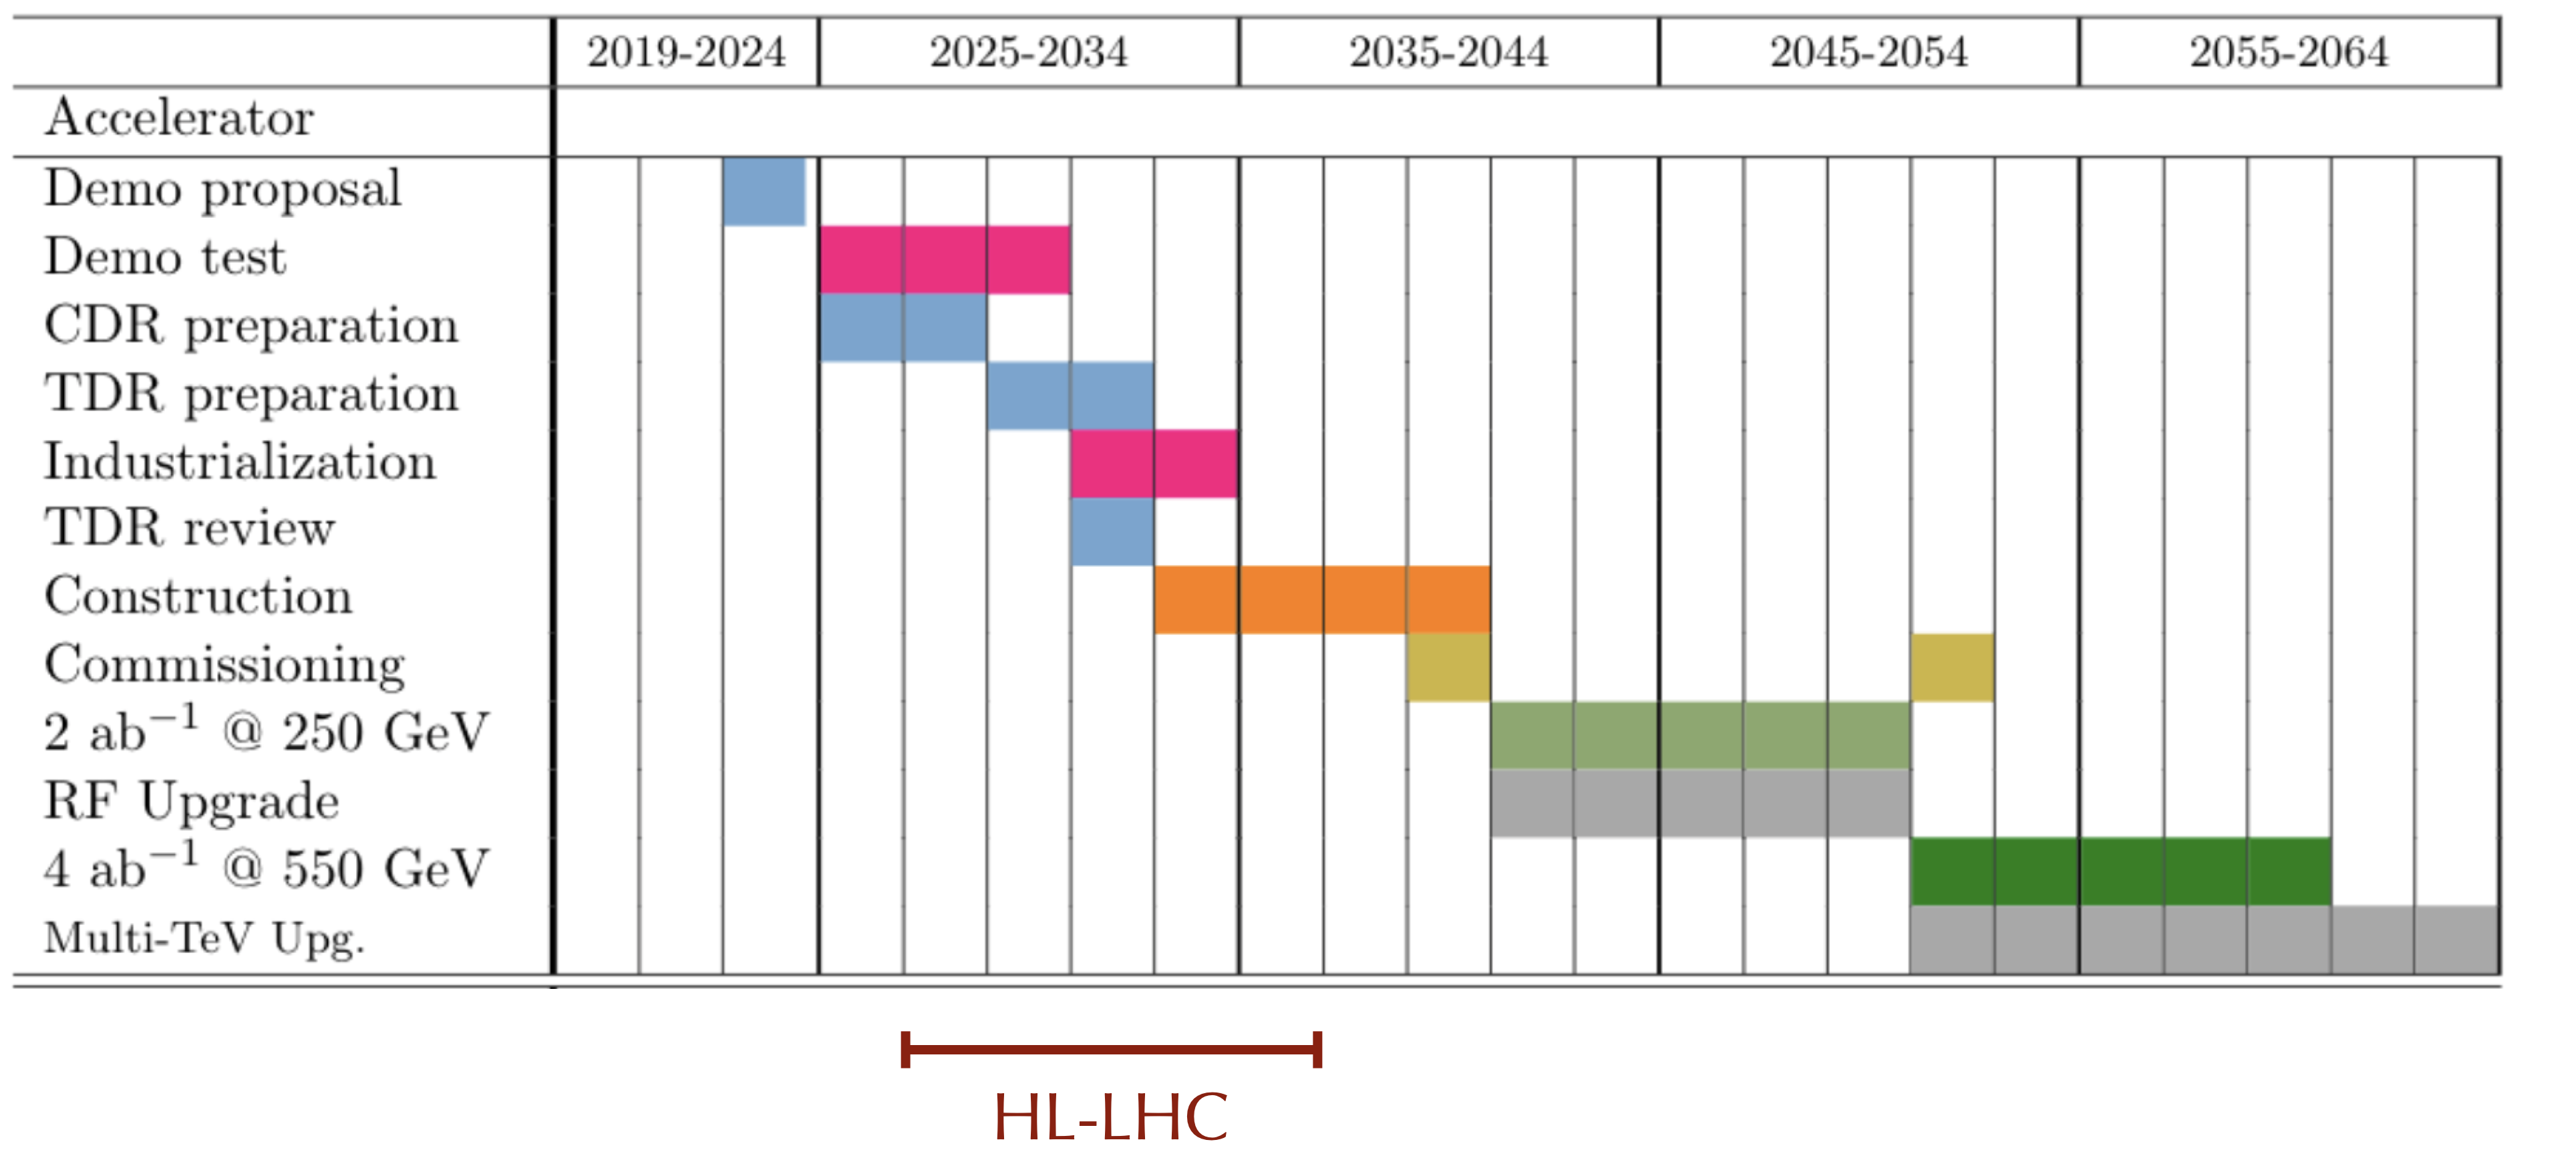 2019-2024 2025-2034 2035-2044 2045-2054 2055-2064
Accelerator
Demo proposal
Demo test
CDR preparation
TDR preparation
Industrialization
TDR review
Construction
Commissioning
2 ab⁻¹ @ 250 GeV
RF Upgrade
4 ab⁻¹ @ 550 GeV
Multi-TeV Upg.
HL-LHC